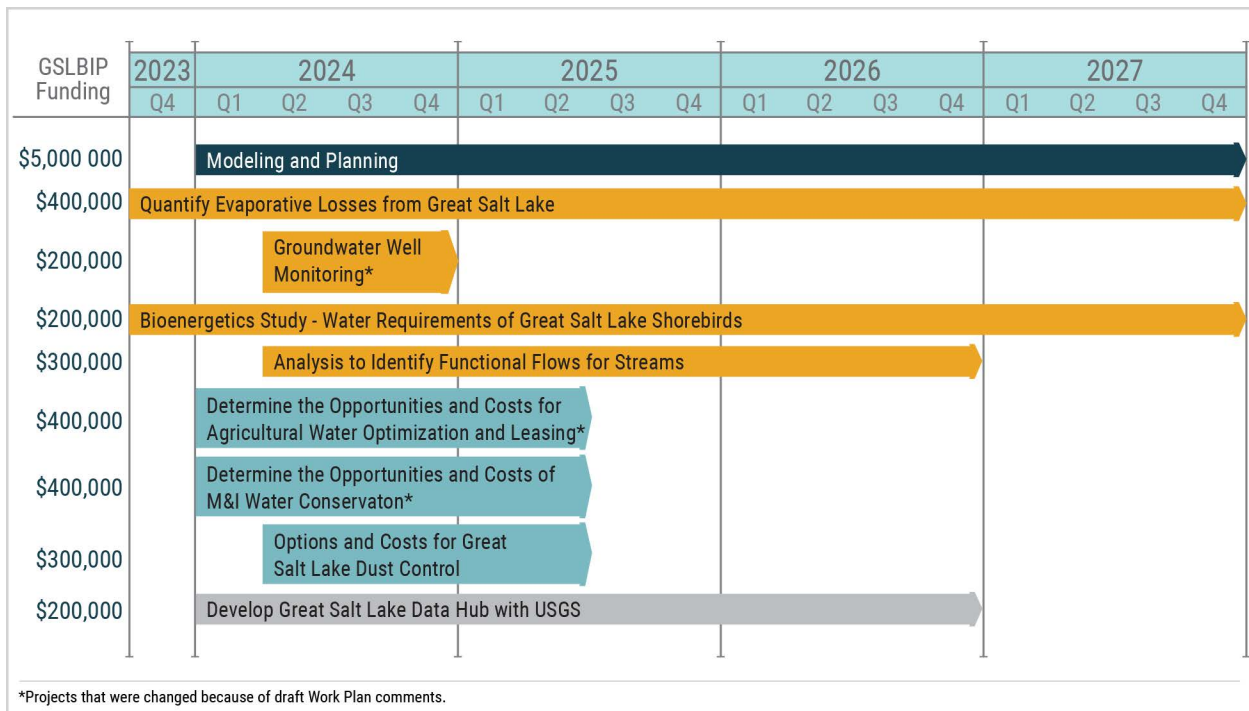 GSLBIP
Funding
2023 2024 2025 2026 2027
Q4 Q1 Q2 Q3 Q4 Q1 Q2 Q3 Q4 Q1 Q2 Q3 Q4 Q1 Q2 Q3 Q4
$5,000 000 Modeling and Planning
$400,000 Quantify Evaporative Losses from Great Salt Lake
$200,000 Groundwater Well
Monitoring*
$200,000 Bioenergetics Study - Water Requirements of Great Salt Lake Shorebirds
$300,000 Analysis to Identify Functional Flows for Streams
$400,000 Determine the Opportunities and Costs for
Agricultural Water Optimization and Leasing*
$400,000 Determine the Opportunities and Costs of
M&I Water Conservaton*
$300,000 Options and Costs for Great
Salt Lake Dust Control
$200,000 Develop Great Salt Lake Data Hub with USGS
*Projects that were changed because of draft Work Plan comments.